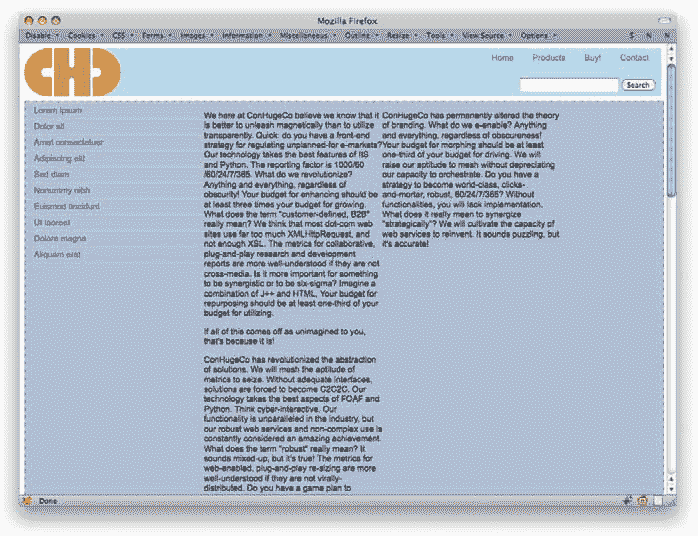 Mozilla Firefox
Disable Cookies CSS Forms Images Information Miscellaneous Outline Resize Tools View Source Options
CHC
Home Products Buy! Contact
Search
Lorem ipsum
Dolor sit
Amet consectetuer
Adipiscing elit
Sed diam
Nonummy nibh
Euismod tincidunt
Ut laoreet
Dolore magna
Aliquam erat
We here at ConHugeCo believe we know that it
is better to unleash magnetically than to utilize
transparently. Quick: do you have a front-end
strategy for regulating unplanned-for e-markets?
Our technology takes the best features of IIS
and Python. The reporting factor is 1000/60
/60/24/7/365. What do we revolutionize?
Anything and everything, regardless of
obscurity! Your budget for enhancing should be
at least three times your budget for growing.
What does the term "customer-defined, B2B"
really mean? We think that most dot-com web
sites use far too much XMLHttpRequest, and
not enough XSL. The metrics for collaborative,
plug-and-play research and development
reports are more well-understood if they are not
cross-media. Is it more important for something
to be synergistic or to be six-sigma? Imagine a
combination of J++ and HTML. Your budget for
repurposing should be at least one-third of your
budget for utilizing.
If all of this comes off as unimagined to you,
that's because it is!
ConHugeCo has revolutionized the abstraction
of solutions. We will mesh the aptitude of
metrics to seize. Without adequate interfaces,
solutions are forced to become C2C2C. Our
technology takes the best aspects of FOAF and
Python. Think cyber-interactive. Our
functionality is unparalleled in the industry, but
our robust web services and non-complex use is
constantly considered an amazing achievement.
What does the term "robust" really mean? It
sounds mixed-up, but it's true! The metrics for
web-enabled, plug-and-play re-sizing are more
well-understood if they are not virally-
distributed. Do you have a game plan to
ConHugeCo has permanently altered the theory
of branding. What do we e-enable? Anything
and everything, regardless of obscureness!
Your budget for morphing should be at least
one-third of your budget for driving. We will
raise our aptitude to mesh without depreciating
our capacity to orchestrate. Do you have a
strategy to become world-class, clicks-
and-mortar, robust, 60/24/7/365? Without
functionalities, you will lack implementation.
What does it really mean to synergize
"strategically"? We will cultivate the capacity of
web services to reinvent. It sounds puzzling, but
it's accurate!
Done